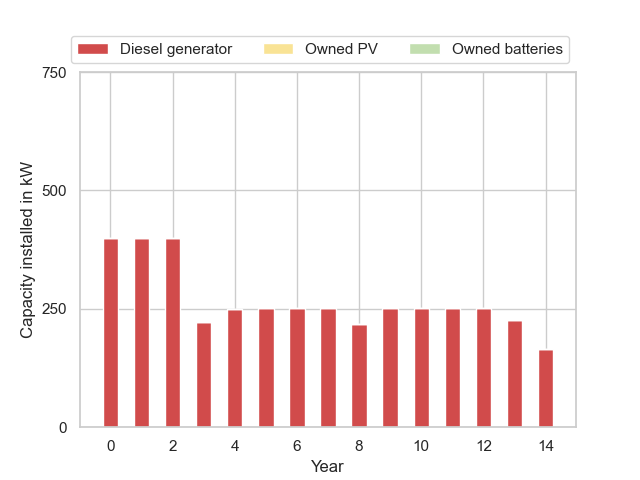 Diesel generator Owned PV Owned batteries
750
500
250
0
Capacity installed in kW
0 2 4 6 8 10 12 14
Year